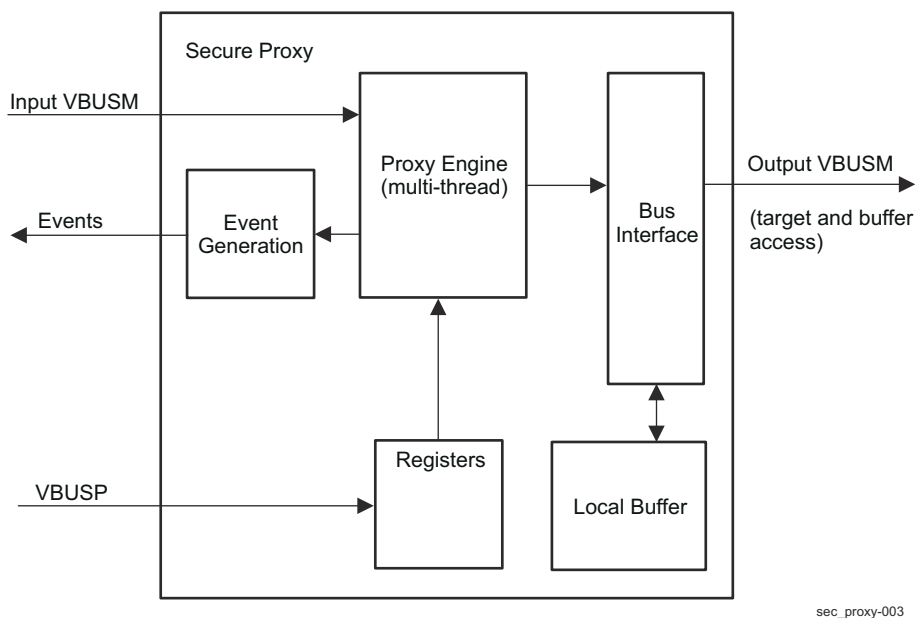 Secure Proxy
Input VBUSM
Proxy Engine
(multi-thread)
Output VBUSM
(target and buffer
access)
Events
Event
Generation
Bus
Interface
Registers
VBUSP
Local Buffer
sec_proxy-003